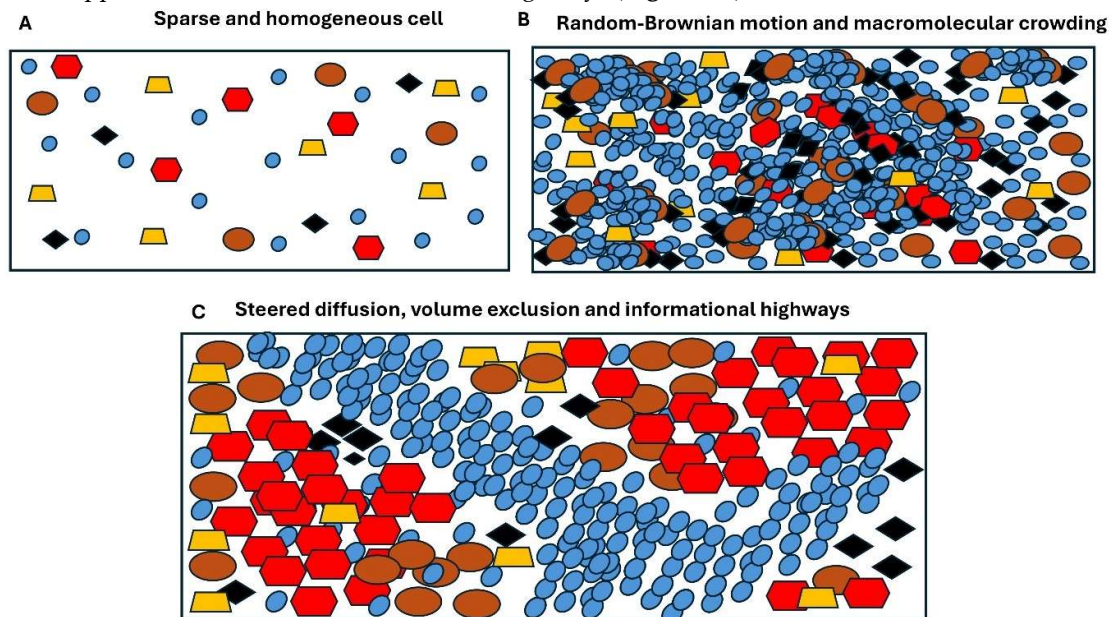 A
Sparse and homogeneous cell
B
Random-Brownian motion and macromolecular crowding
C
Steered diffusion, volume exclusion and informational highways